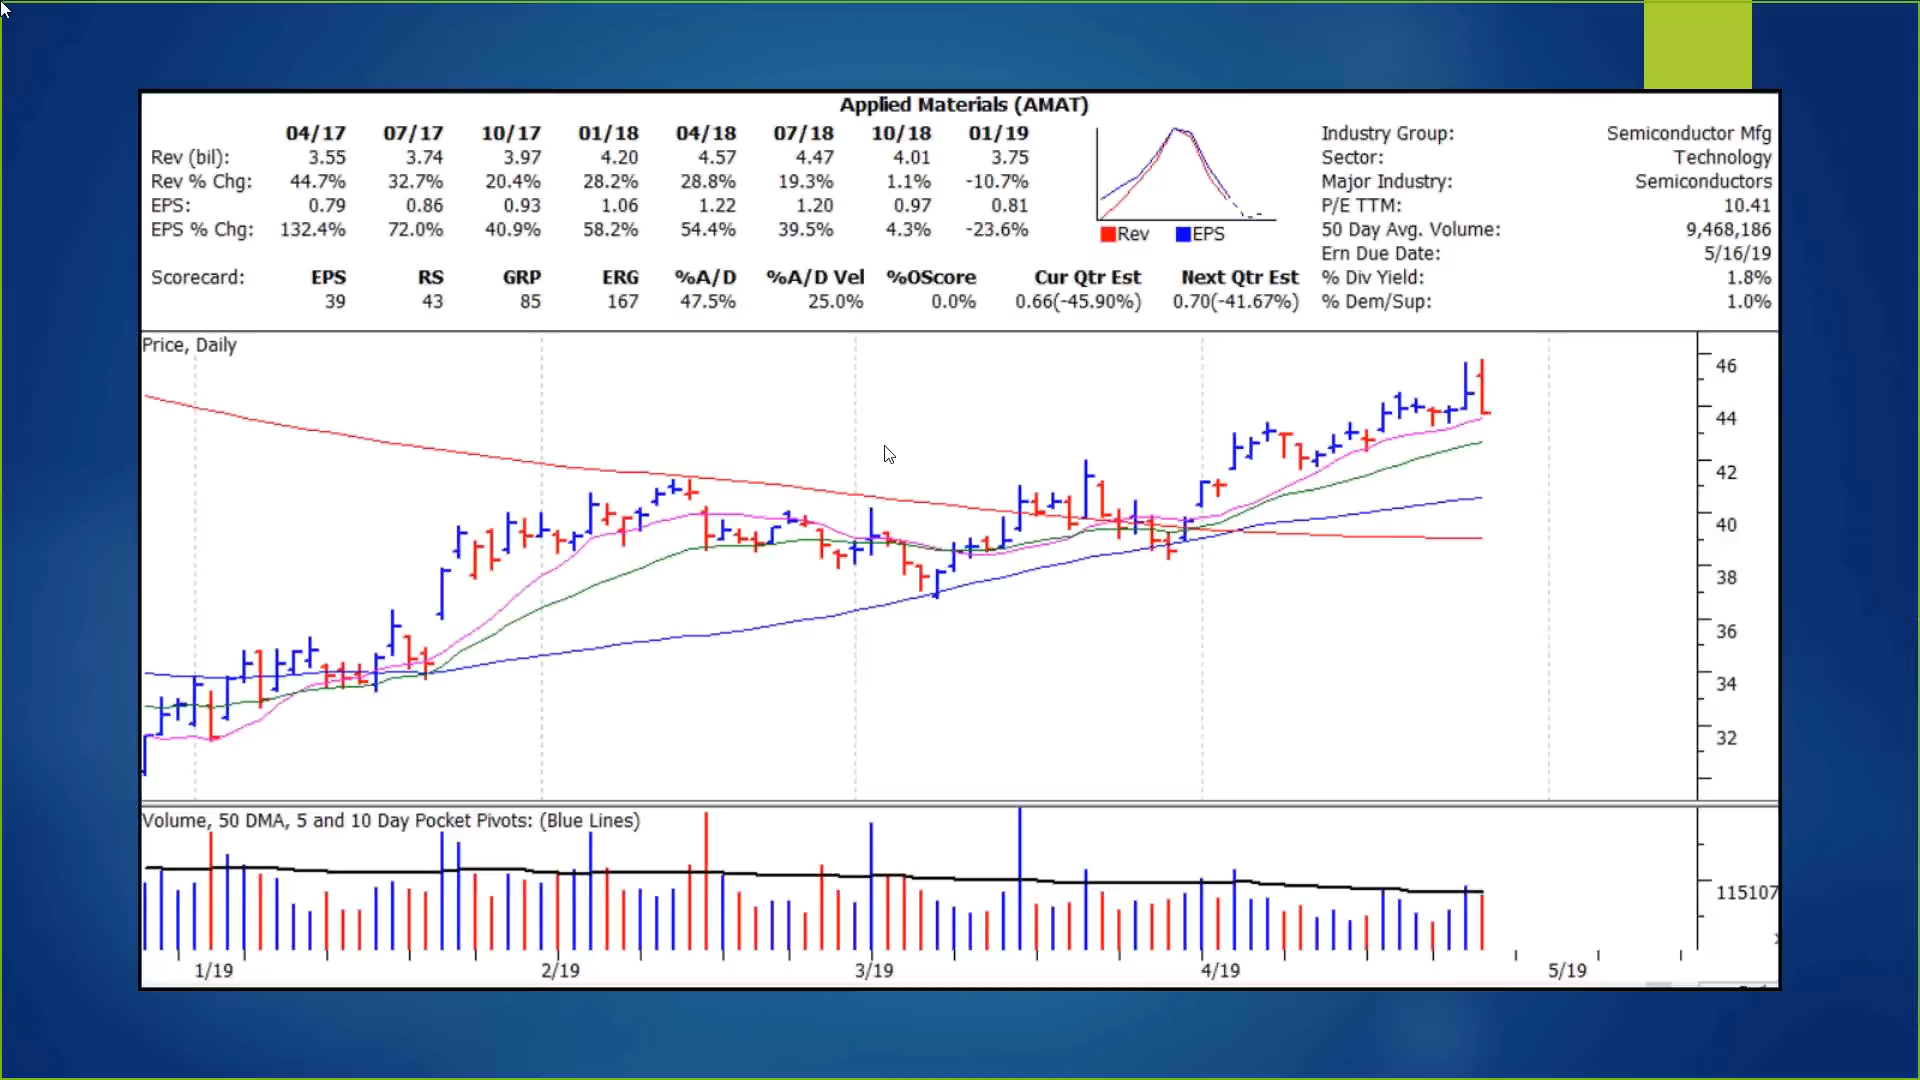 Applied Materials (AMAT)
04/17 07/17 10/17 01/18 04/18 07/18 10/18 01/19
Rev (bil): 3.55 3.74 3.97 4.20 4.57 4.47 4.01 3.75
Rev % Chg: 44.7% 32.7% 20.4% 28.2% 28.8% 19.3% 1.1% -10.7%
EPS: 0.79 0.86 0.93 1.06 1.22 1.20 0.97 0.81
EPS % Chg: 132.4% 72.0% 40.9% 58.2% 54.4% 39.5% 4.3% -23.6%
Rev EPS
Industry Group: Semiconductor Mfg
Sector: Technology
Major Industry: Semiconductors
P/E TTM: 10.41
50 Day Avg. Volume: 9,468,186
Ern Due Date: 5/16/19
% Div Yield: 1.8%
% Dem/Sup: 1.0%
Scorecard: EPS RS GRP ERG %A/D %A/D Vel %OScore Cur Qtr Est Next Qtr Est
39 43 85 167 47.5% 25.0% 0.0% 0.66(-45.90%) 0.70(-41.67%)
Price, Daily
46
44
42
40
38
36
34
32
Volume, 50 DMA, 5 and 10 Day Pocket Pivots: (Blue Lines)
115107
1/19 2/19 3/19 4/19 5/19